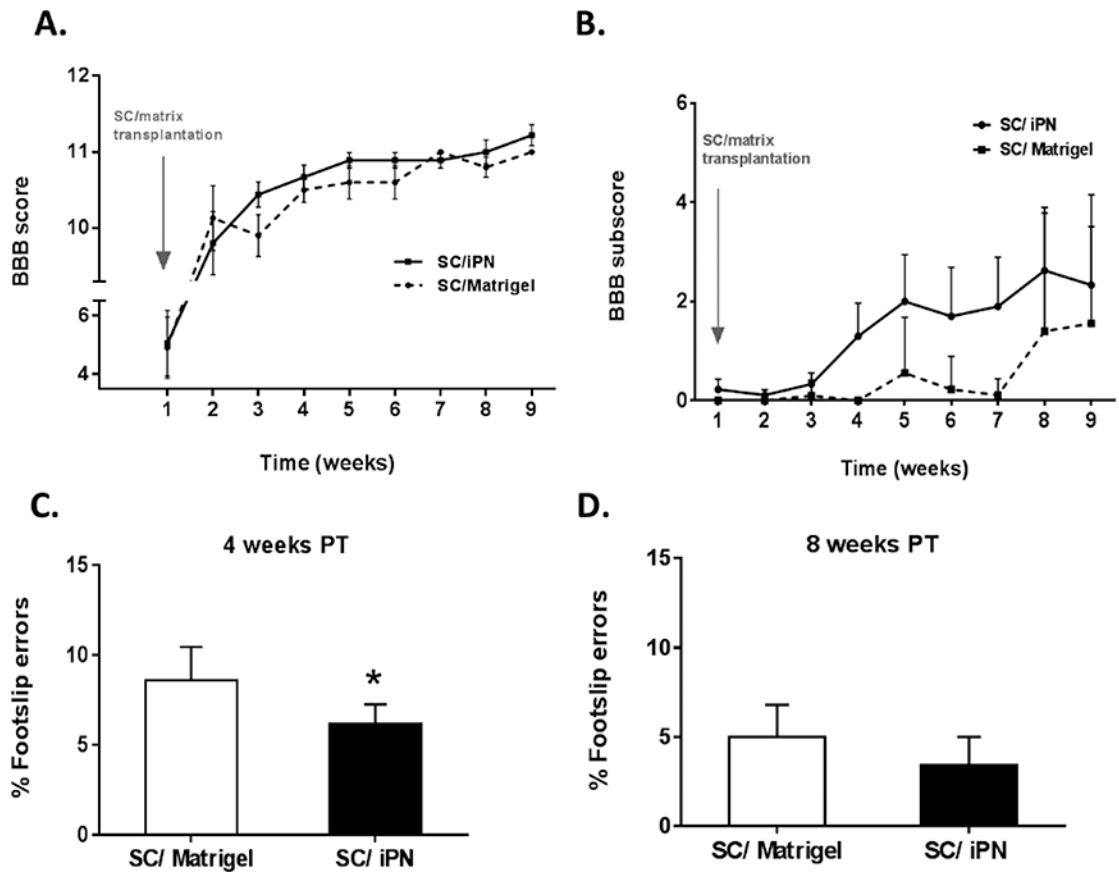 A.
12
11
10
6
4
BBB score
SC/matrix
transplantation
SC/iPN
SC/Matrigel
1 2 3 4 5 6 7 8 9
Time (weeks)
B.
6
4
2
0
BBB subscore
SC/matrix
transplantation
SC/ iPN
SC/ Matrigel
1 2 3 4 5 6 7 8 9
Time (weeks)
C.
4 weeks PT
15
10
5
0
% Footslip errors
*
SC/ Matrigel SC/ iPN
D.
8 weeks PT
15
10
5
0
% Footslip errors
SC/ Matrigel SC/ iPN